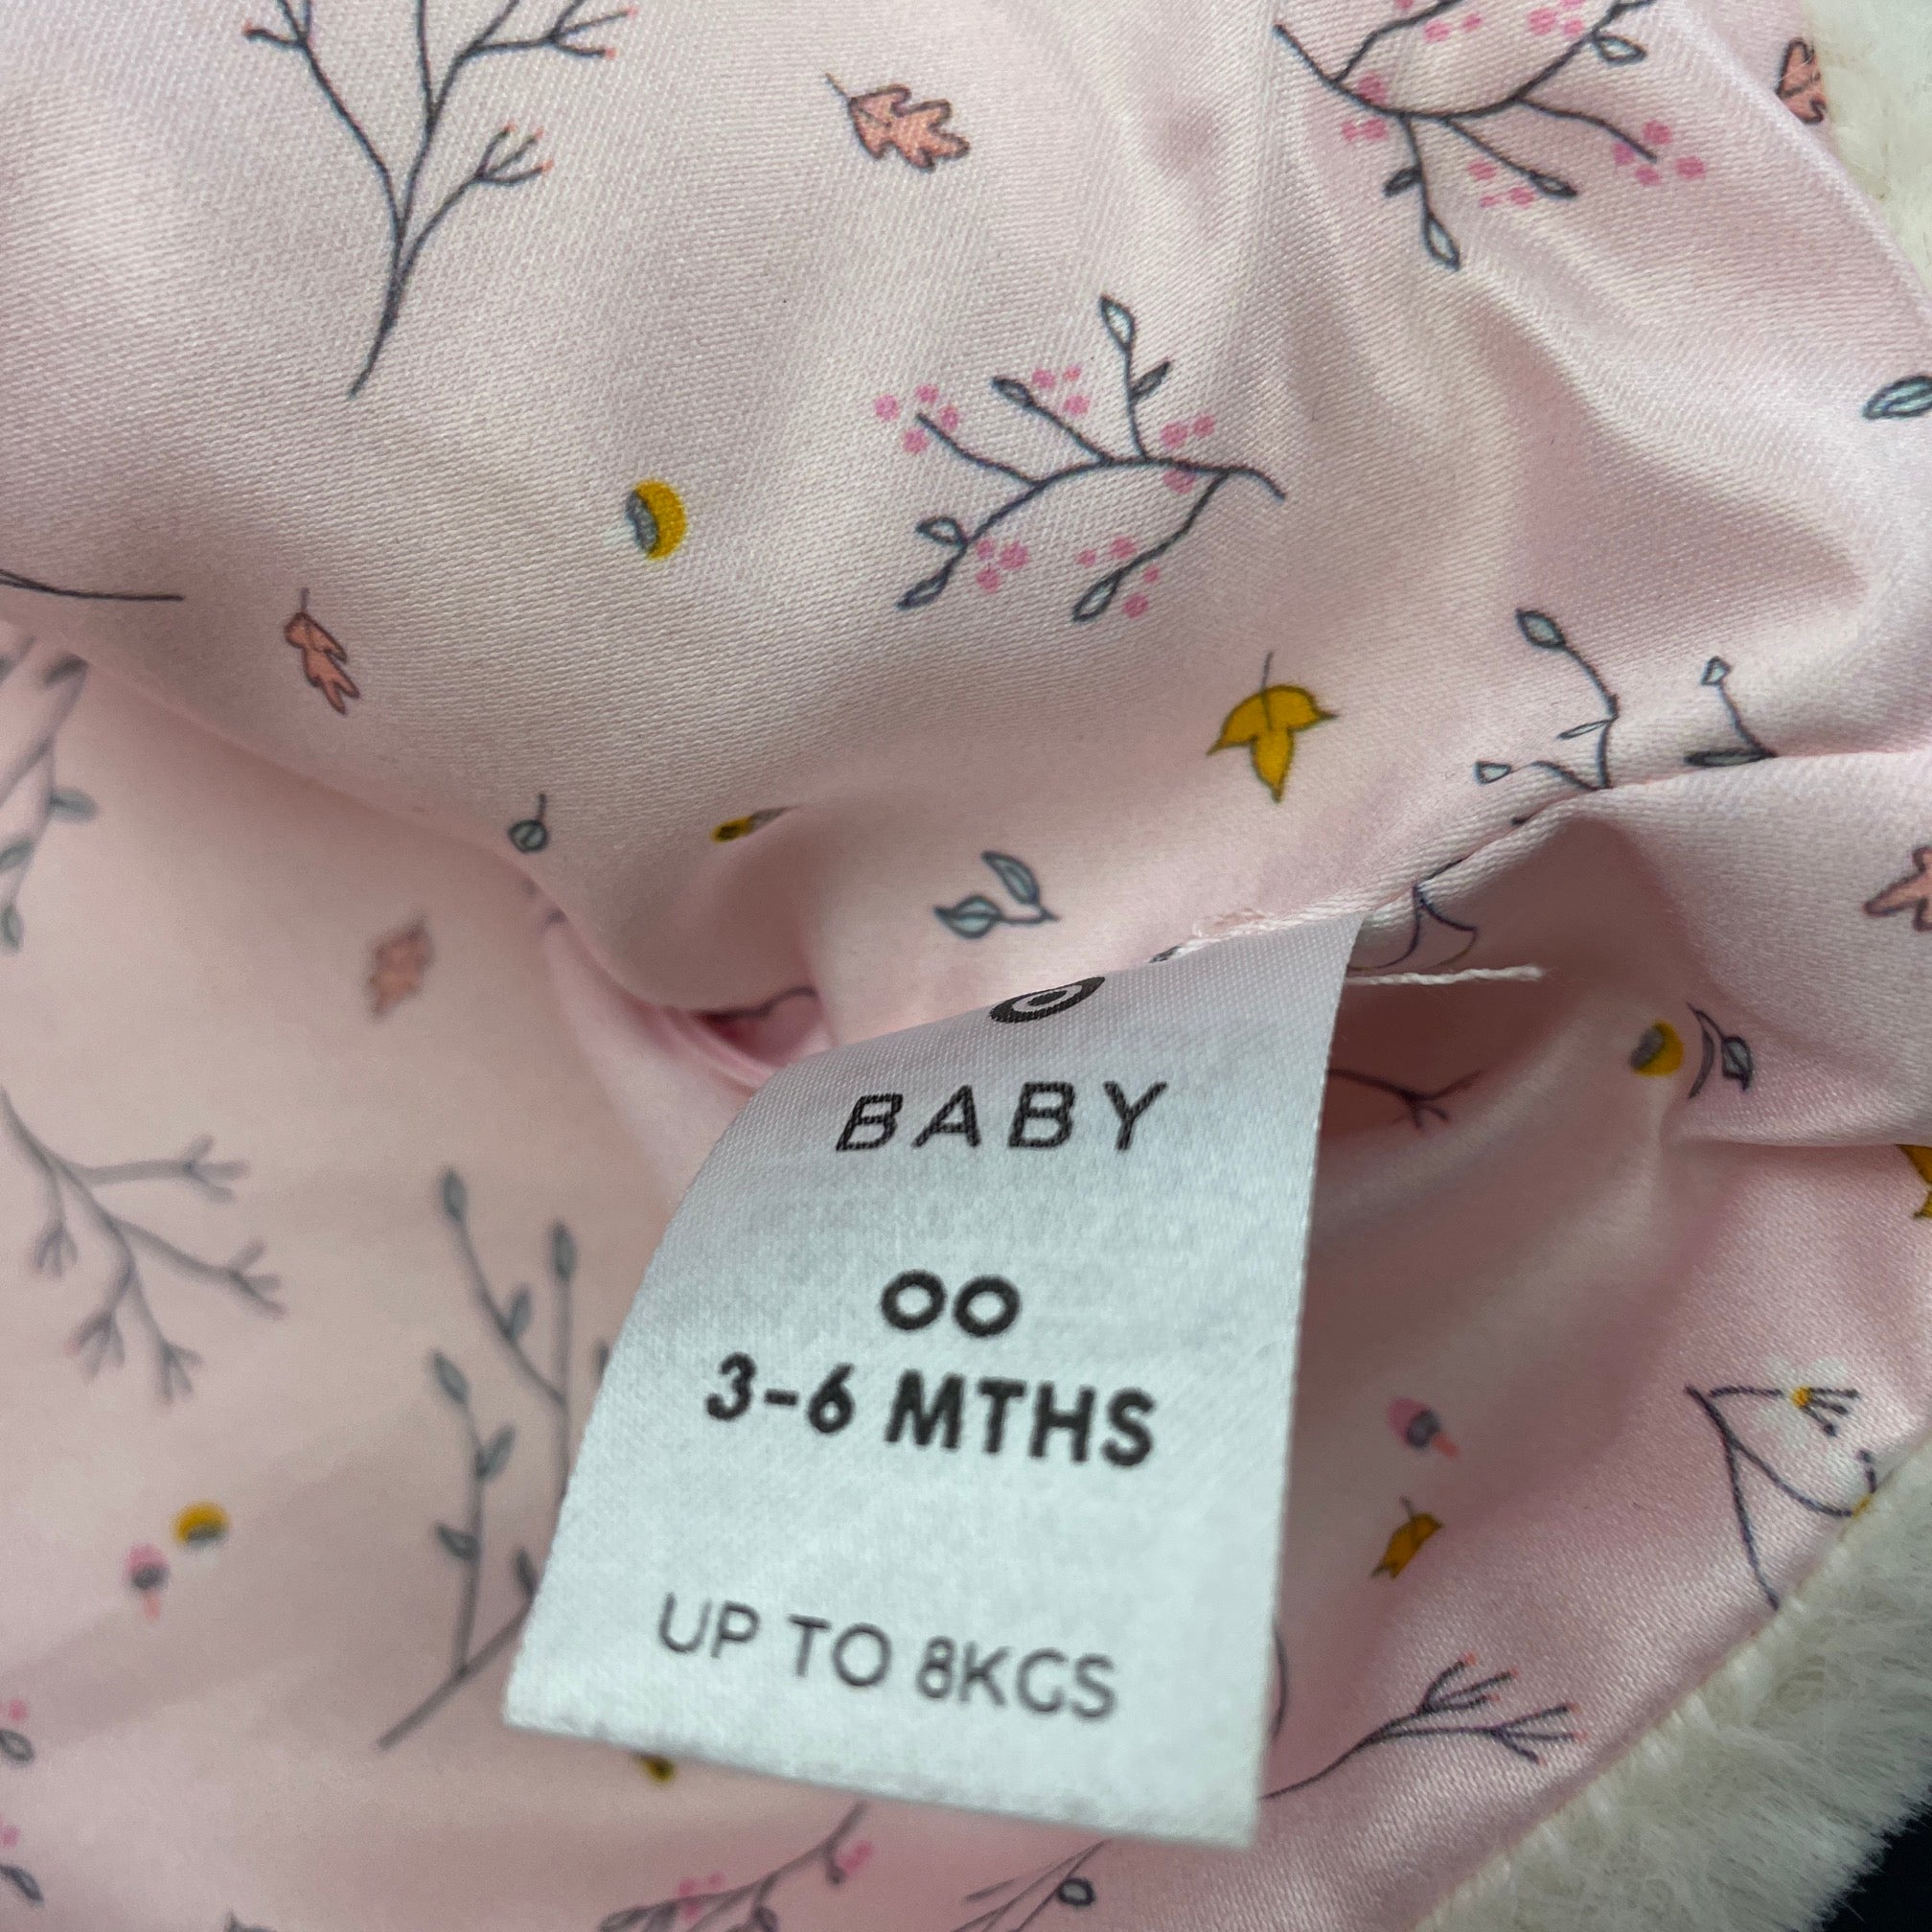 BABY
00
3-6 MTHS
UP TO 8KGS